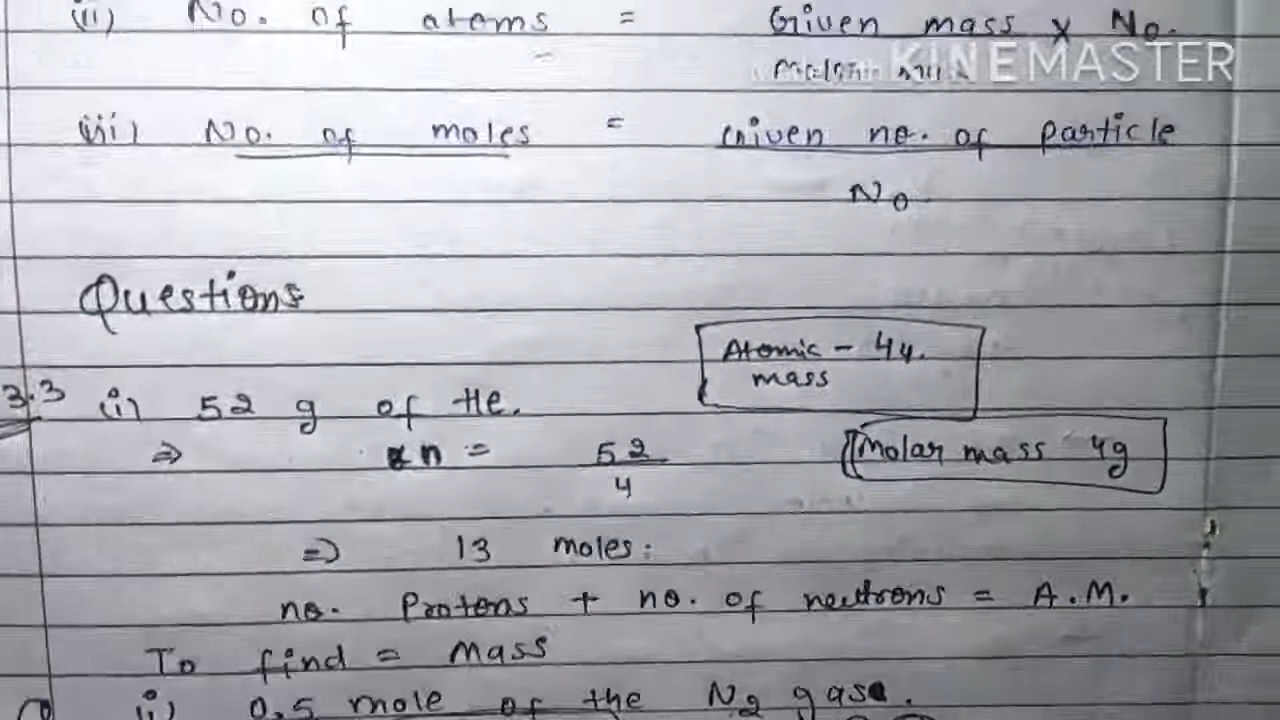 (ii) No. of atoms = Given mass x No.
KINEMASTER
(iii) No. of moles = Given no. of particle
No
Questions
Atomic - 4u.
mass
3.3 (i) 52 g of He.
⇒ n = 52
4
Molar mass 4g
⇒ 13 moles:
no. Protons + no. of neutrons = A.M.
To find = Mass
(i) 0.5 mole of the N2 gas.